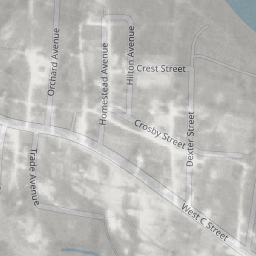 Orchard Avenue
Homestead Avenue
Hilton Avenue
Crest Street
Crosby Street
Dexter Street
Trade Avenue
West C Street